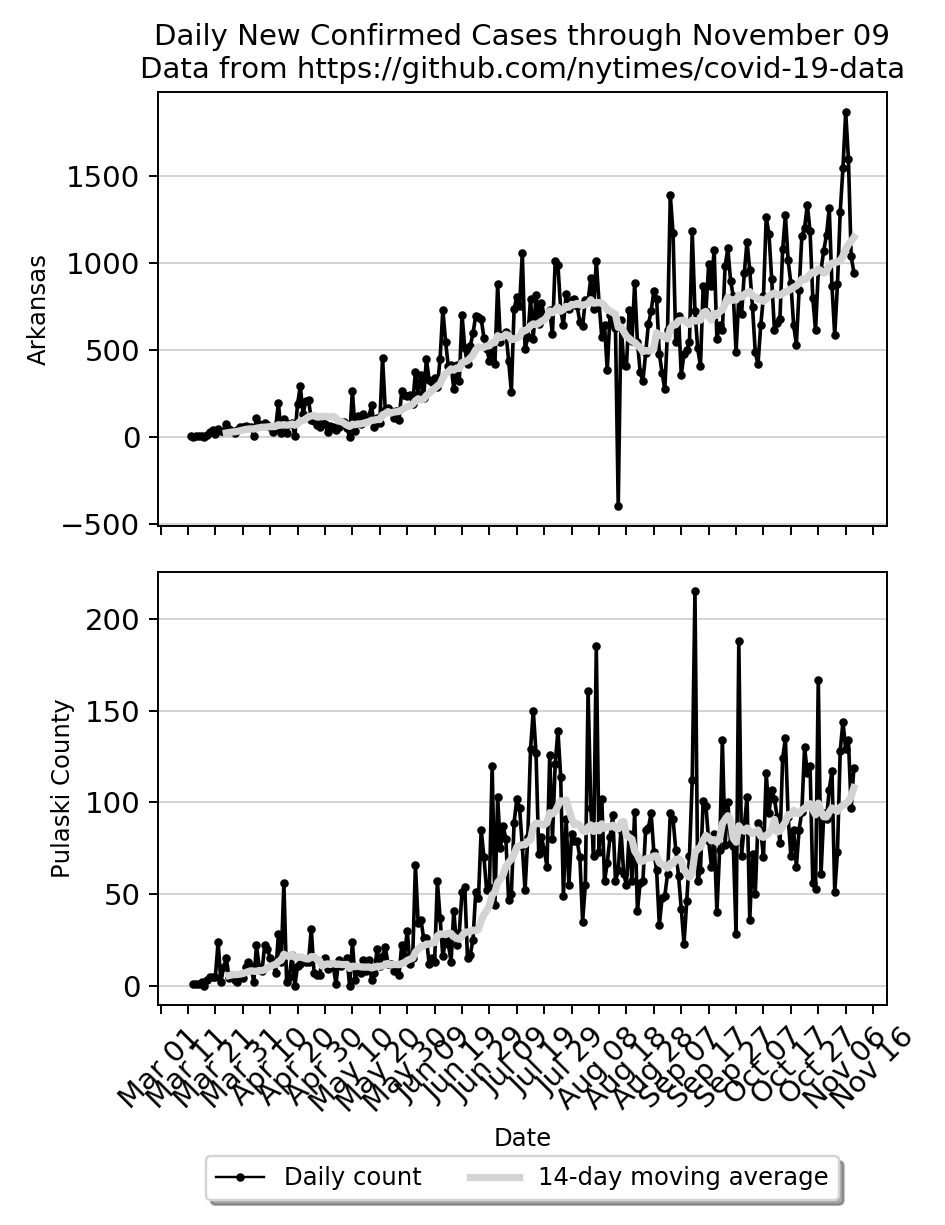 Daily New Confirmed Cases through November 09
Data from https://github.com/nytimes/covid-19-data
1500
1000
500
0
−500
Arkansas
200
150
100
50
0
Pulaski County
Mar 01
Mar 11
Mar 21
Mar 31
Apr 10
Apr 20
Apr 30
May 10
May 20
May 30
Jun 09
Jun 19
Jun 29
Jul 09
Jul 19
Jul 29
Aug 08
Aug 18
Aug 28
Sep 07
Sep 17
Sep 27
Oct 07
Oct 17
Oct 27
Nov 06
Nov 16
Date
Daily count
14-day moving average